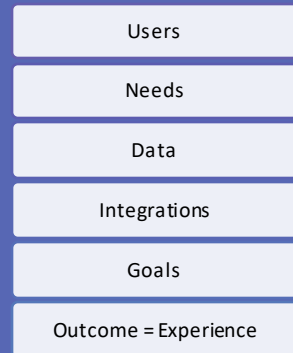 Users
Needs
Data
Integrations
Goals
Outcome = Experience